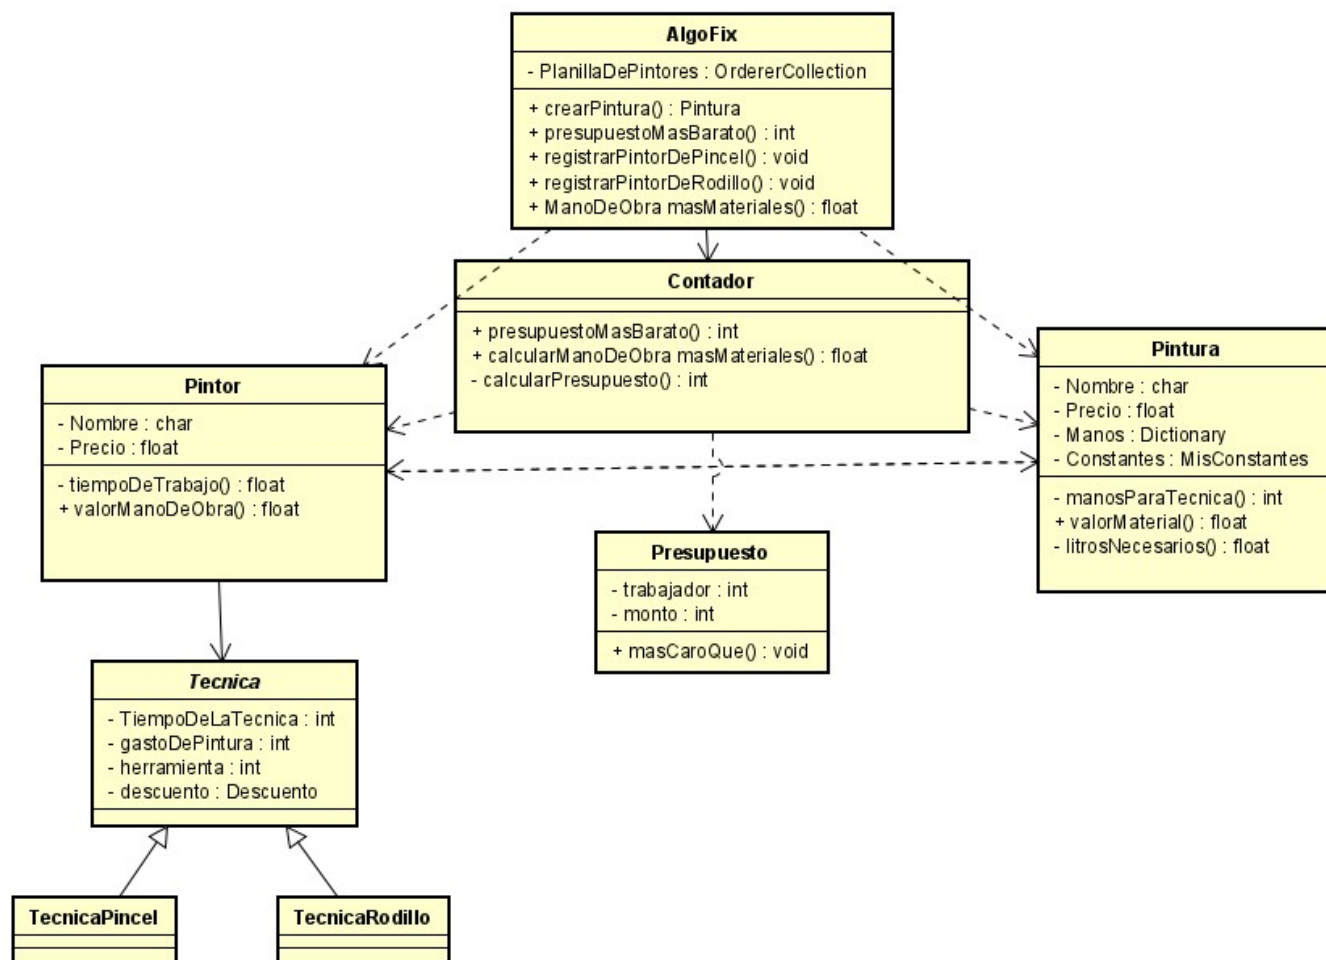 AlgoFix
- PlanillaDePintores : OrdererCollection
+ crearPintura() : Pintura
+ presupuestoMasBarato() : int
+ registrarPintorDePincel() : void
+ registrarPintorDeRodillo() : void
+ ManoDeObra masMateriales() : float
Contador
+ presupuestoMasBarato() : int
+ calcularManoDeObra masMateriales() : float
- calcularPresupuesto() : int
Pintura
- Nombre : char
- Precio : float
- Manos : Dictionary
- Constantes : MisConstantes
- manosParaTecnica() : int
+ valorMaterial() : float
- litrosNecesarios() : float
Pintor
- Nombre : char
- Precio : float
- tiempoDeTrabajo() : float
+ valorManoDeObra() : float
Presupuesto
- trabajador : int
- monto : int
+ masCaroQue() : void
Tecnica
- TiempoDeLaTecnica : int
- gastoDePintura : int
- herramienta : int
- descuento : Descuento
TecnicaPincel
TecnicaRodillo